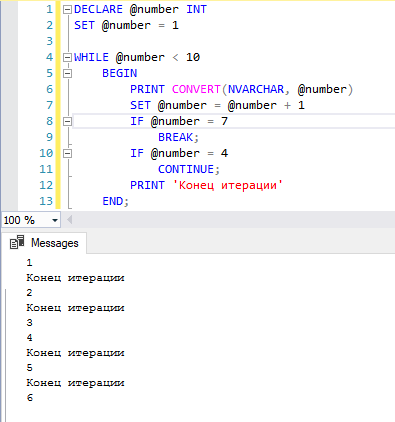 1 DECLARE @number INT
2 SET @number = 1
3
4 WHILE @number < 10
5 BEGIN
6 PRINT CONVERT(NVARCHAR, @number)
7 SET @number = @number + 1
8 IF @number = 7
9 BREAK;
10 IF @number = 4
11 CONTINUE;
12 PRINT 'Конец итерации'
13 END;
100 %
Messages
1
Конец итерации
2
Конец итерации
3
4
Конец итерации
5
Конец итерации
6